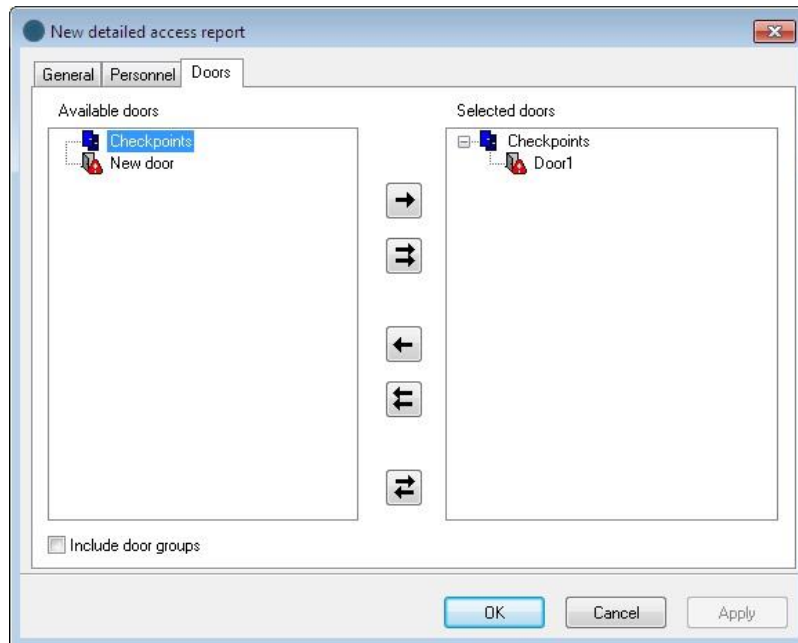 New detailed access report
General Personnel Doors
Available doors
Selected doors
Checkpoints
New door
Checkpoints
Door1
Include door groups
OK Cancel Apply